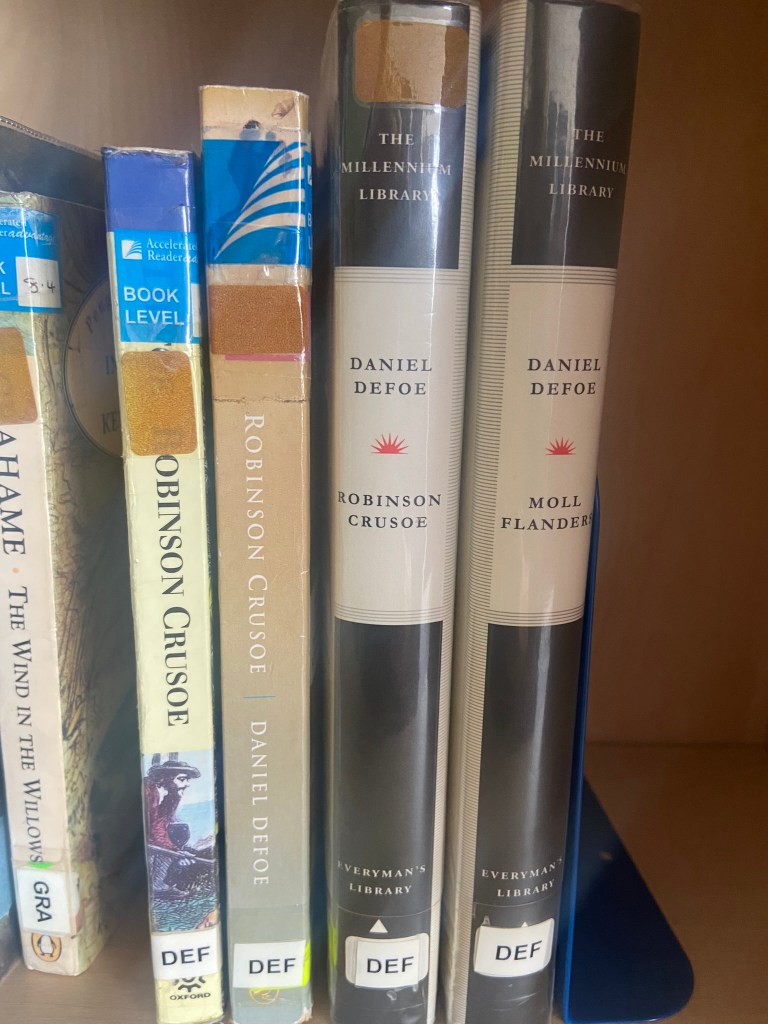 8.4
AHAME · THE WIND IN THE WILLOWS
GRA
Accelerate
Reader
BOOK
LEVEL
OBINSON CRUSOE
DEF
OXFORD
ROBINSON CRUSOE | DANIEL DEFOE
DEF
THE
MILLENNIUM
LIBRARY
DANIEL
DEFOE
ROBINSON
CRUSOE
EVERYMAN'S
LIBRARY
DEF
THE
MILLENNIUM
LIBRARY
DANIEL
DEFOE
MOLL
FLANDERS
EVERYMAN'S
LIBRARY
DEF